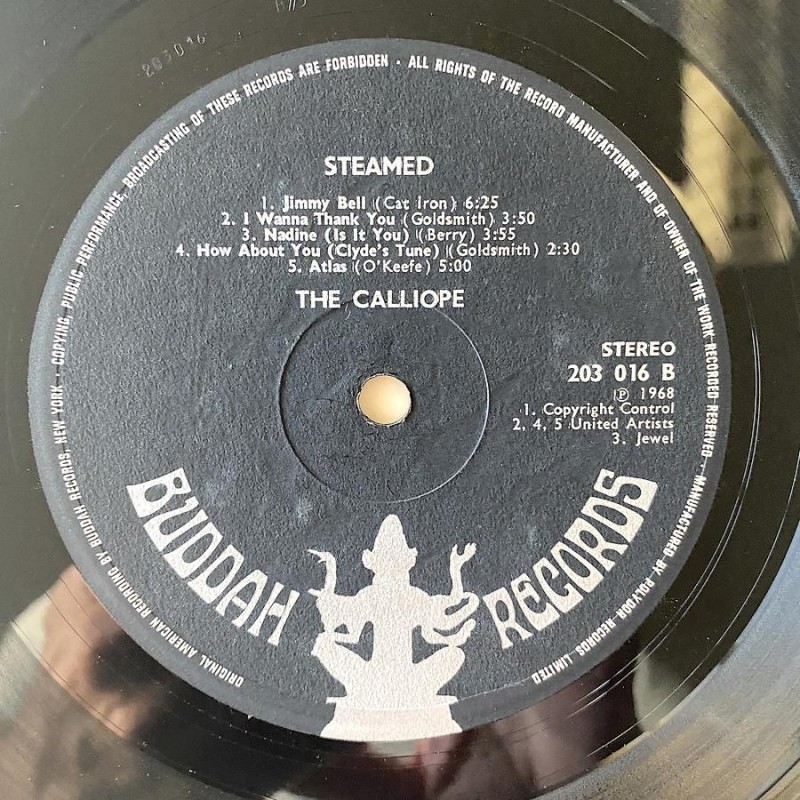 203016
STEAMED
1. Jimmy Bell (Cat Iron) 6:25
2. I Wanna Thank You (Goldsmith) 3:50
3. Nadine (Is It You) (Berry) 3:55
4. How About You (Clyde's Tune) (Goldsmith) 2:30
5. Atlas (O'Keefe) 5:00
THE CALLIOPE
STEREO
203 016 B
℗ 1968
1. Copyright Control
2, 4, 5 United Artists
3. Jewel
BUDDAH RECORDS
ORIGINAL AMERICAN RECORDING BY BUDDAH RECORDS, NEW YORK · COPYING, PUBLIC PERFORMANCE, BROADCASTING OF THESE RECORDS ARE FORBIDDEN · ALL RIGHTS OF THE RECORD MANUFACTURER AND OF OWNER OF THE WORK RECORDED RESERVED · MANUFACTURED BY POLYDOR RECORDS LIMITED